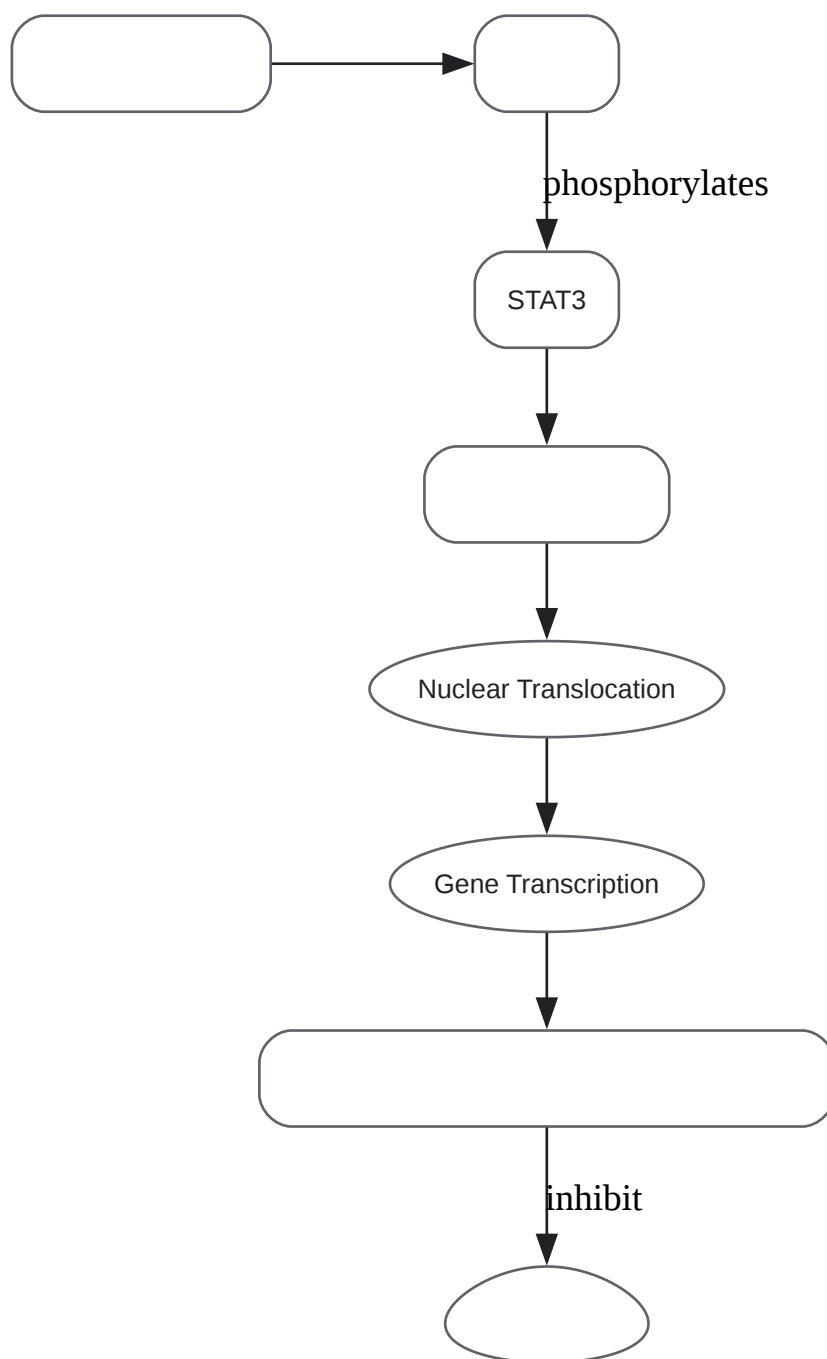 phosphorylates
STAT3
Nuclear Translocation
Gene Transcription
inhibit